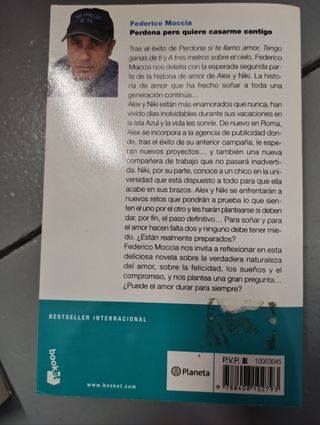 Federico Moccia
Perdona pero quiero casarme contigo
Tras el éxito de Perdona si te llamo amor, Tengo
ganas de ti y A tres metros sobre el cielo, Federico
Moccia nos deleita con la esperada segunda par-
te de la historia de amor de Alex y Niki. La histo-
ria de amor que ha hecho soñar a toda una
generación continúa...
Alex y Niki están más enamorados que nunca, han
vivido días inolvidables durante sus vacaciones en
la Isla Azul y la vida les sonríe. De nuevo en Roma,
Alex se incorpora a la agencia de publicidad don-
de, tras el éxito de su anterior campaña, le espe-
ran nuevos proyectos... y también una nueva
compañera de trabajo que no pasará inadverti-
da. Niki, por su parte, conoce a un chico en la uni-
versidad que está dispuesto a todo para que ella
acabe en sus brazos. Alex y Niki se enfrentarán a
nuevos retos que pondrán a prueba lo que sien-
ten el uno por el otro y les harán plantearse si deben
dar, por fin, el paso definitivo... Para soñar y para
el amor hacen falta dos y ninguno debe tener mie-
do. ¿Están realmente preparados?
Federico Moccia nos invita a reflexionar en esta
deliciosa novela sobre la verdadera naturaleza
del amor, sobre la felicidad, los sueños y el
compromiso, y nos plantea una gran pregunta...
¿Puede el amor durar para siempre?
BESTSELLER INTERNACIONAL
booket
www.booket.com
Planeta
P.V.P. E 10003045
9 788408 102793